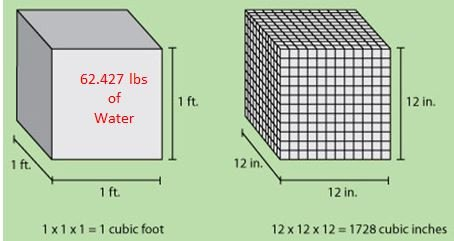 62.427 lbs
of
Water
1 ft.
1 ft.
1 ft.
1 x 1 x 1 = 1 cubic foot
12 in.
12 in.
12 in.
12 x 12 x 12 = 1728 cubic inches